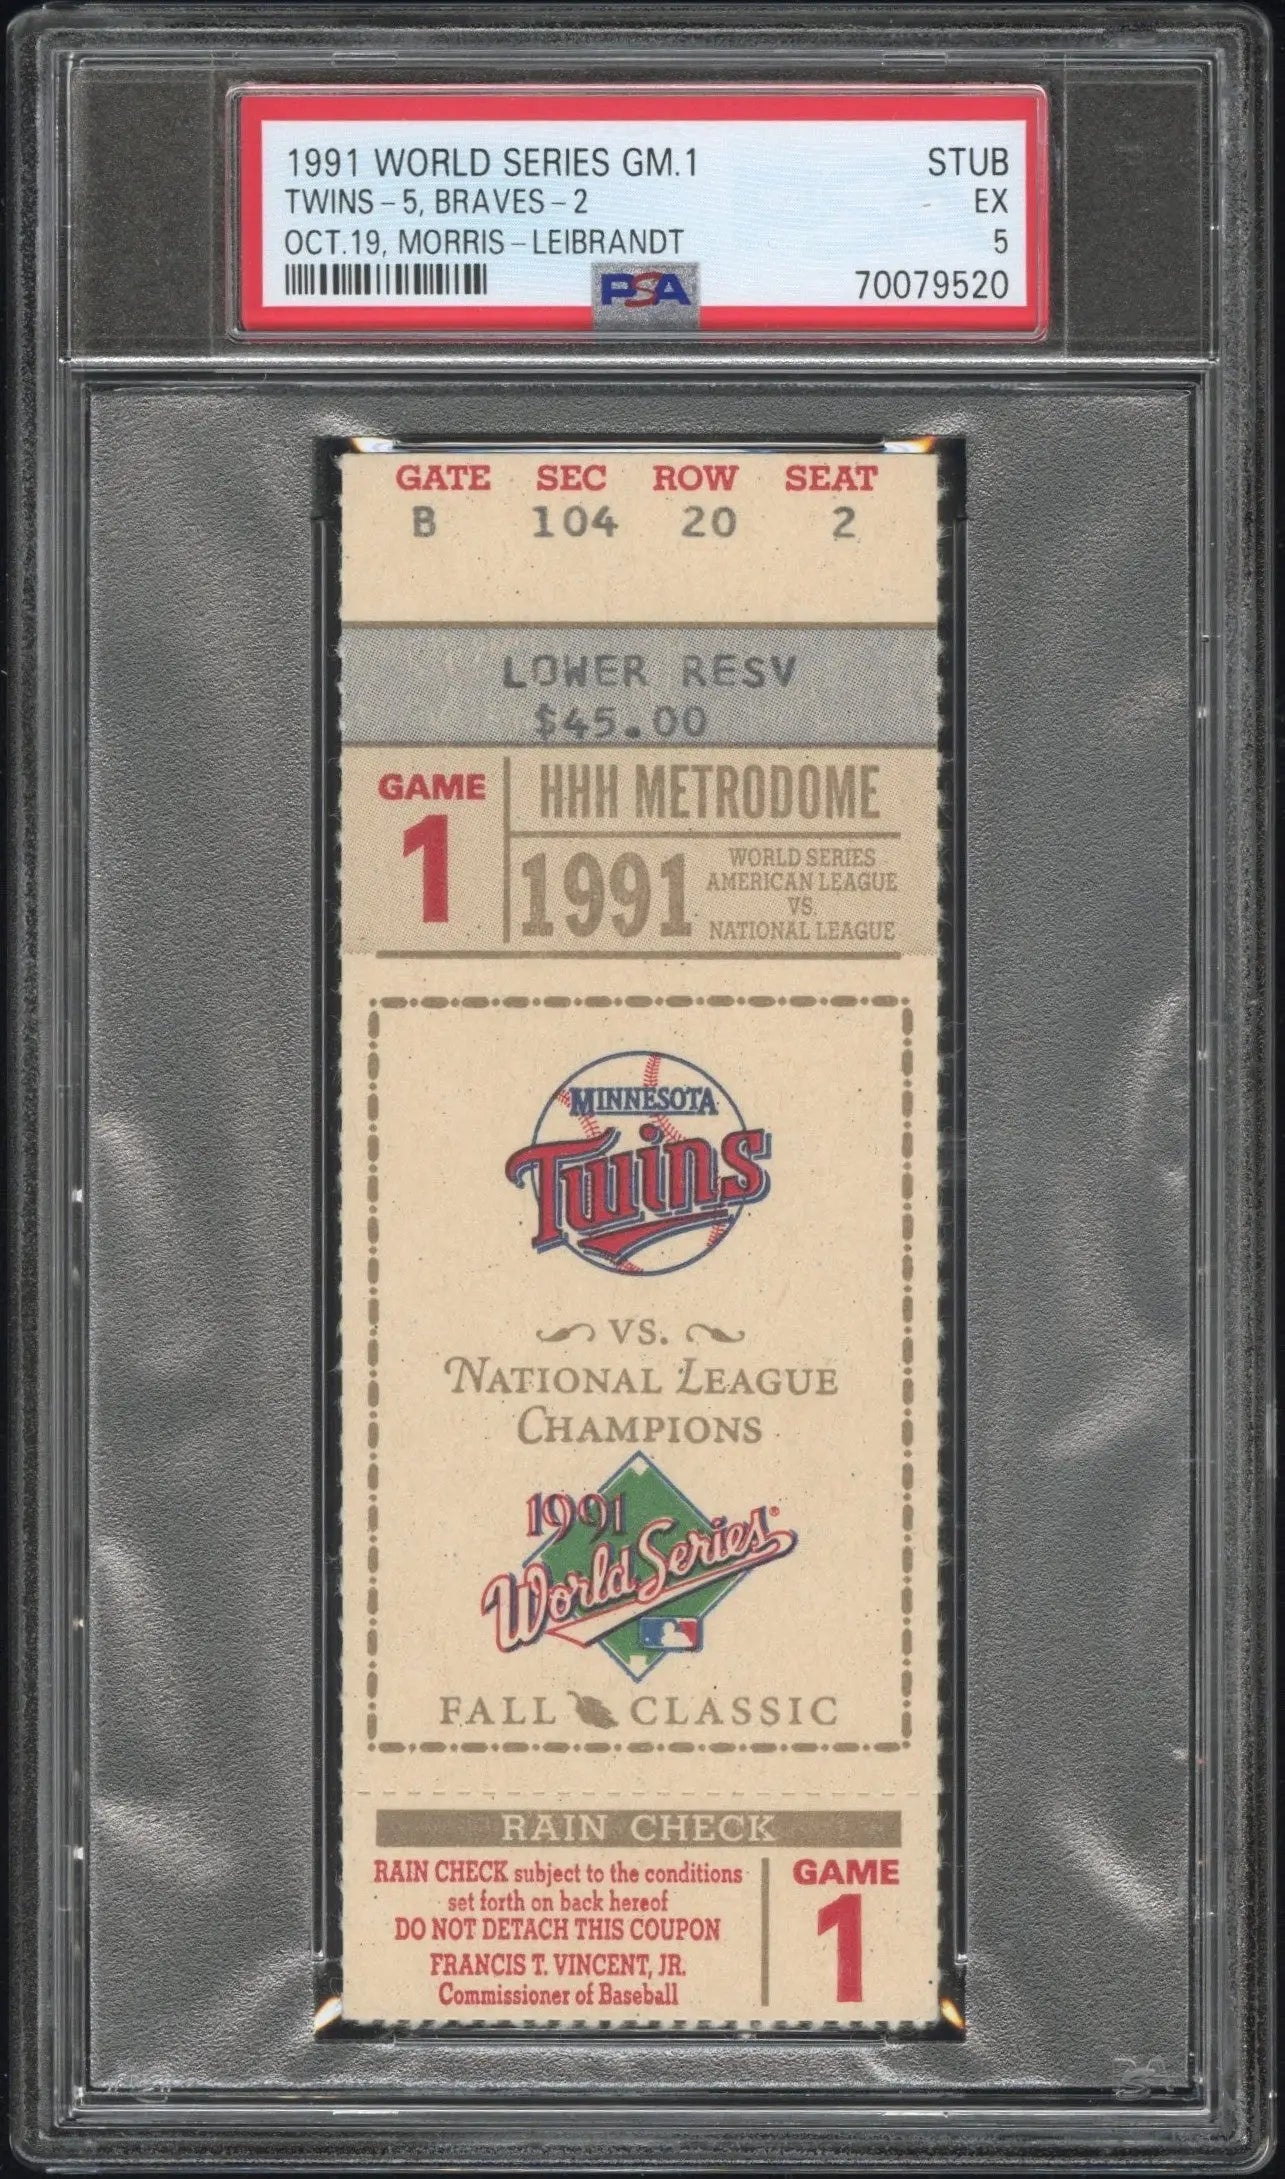 1991 WORLD SERIES GM.1 STUB
TWINS-5, BRAVES-2 EX
OCT.19, MORRIS-LEIBRANDT 5
PSA 70079520
GATE SEC ROW SEAT
B 104 20 2
LOWER RESV
$45.00
GAME
1
HHH METRODOME
1991
WORLD SERIES
AMERICAN LEAGUE
VS.
NATIONAL LEAGUE
MINNESOTA
Twins
VS.
NATIONAL LEAGUE
CHAMPIONS
1991
World Series
FALL CLASSIC
RAIN CHECK
RAIN CHECK subject to the conditions
set forth on back hereof
DO NOT DETACH THIS COUPON
FRANCIS T. VINCENT, JR.
Commissioner of Baseball
GAME
1